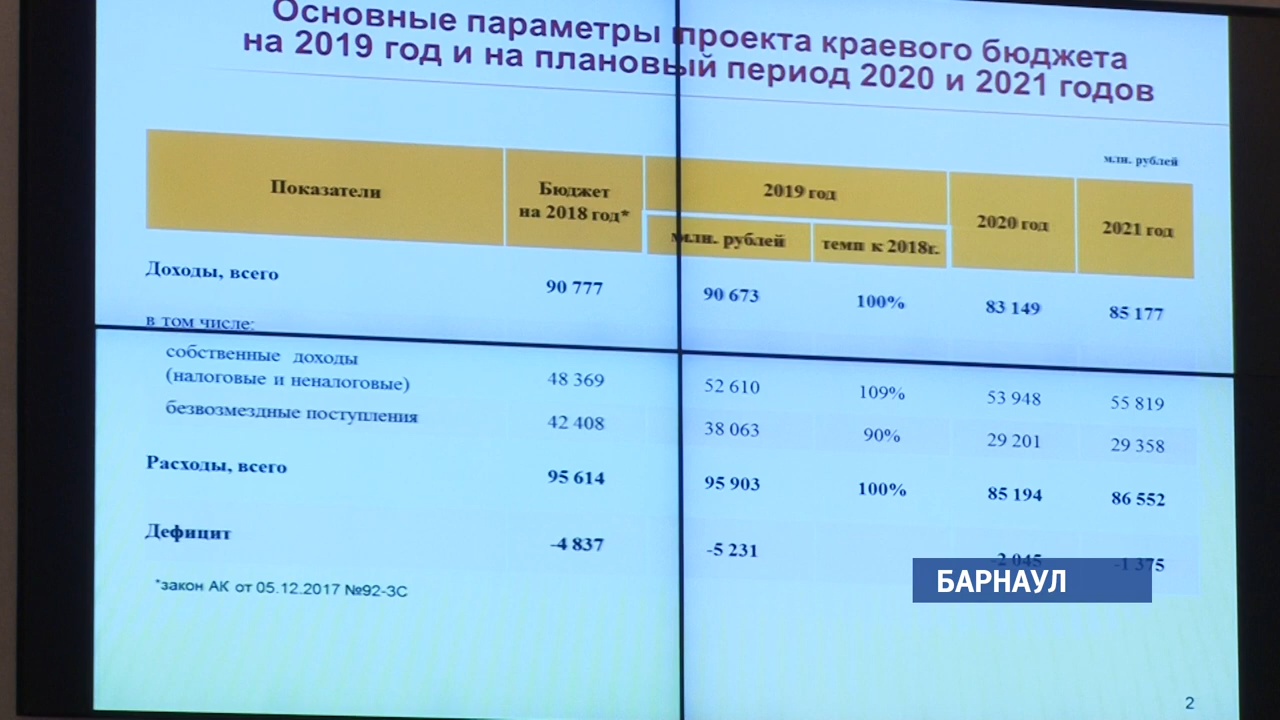 Основные параметры проекта краевого бюджета
на 2019 год и на плановый период 2020 и 2021 годов
млн. рублей
Показатели
Бюджет
на 2018 год*
2019 год
млн. рублей
темп к 2018г.
2020 год
2021 год
Доходы, всего 90 777 90 673 100% 83 149 85 177
в том числе:
собственные доходы
(налоговые и неналоговые) 48 369 52 610 109% 53 948 55 819
безвозмездные поступления 42 408 38 063 90% 29 201 29 358
Расходы, всего 95 614 95 903 100% 85 194 86 552
Дефицит -4 837 -5 231 -2 045 -1 375
*закон АК от 05.12.2017 №92-ЗС
БАРНАУЛ
2